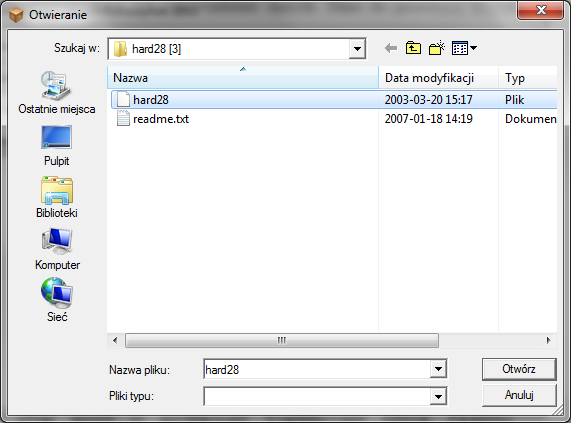 Otwieranie
Szukaj w:
hard28 [3]
Nazwa
Data modyfikacji
Typ
hard28
2003-03-20 15:17
Plik
readme.txt
2007-01-18 14:19
Dokumen
Ostatnie miejsca
Pulpit
Biblioteki
Komputer
Sieć
Nazwa pliku:
hard28
Otwórz
Pliki typu:
Anuluj